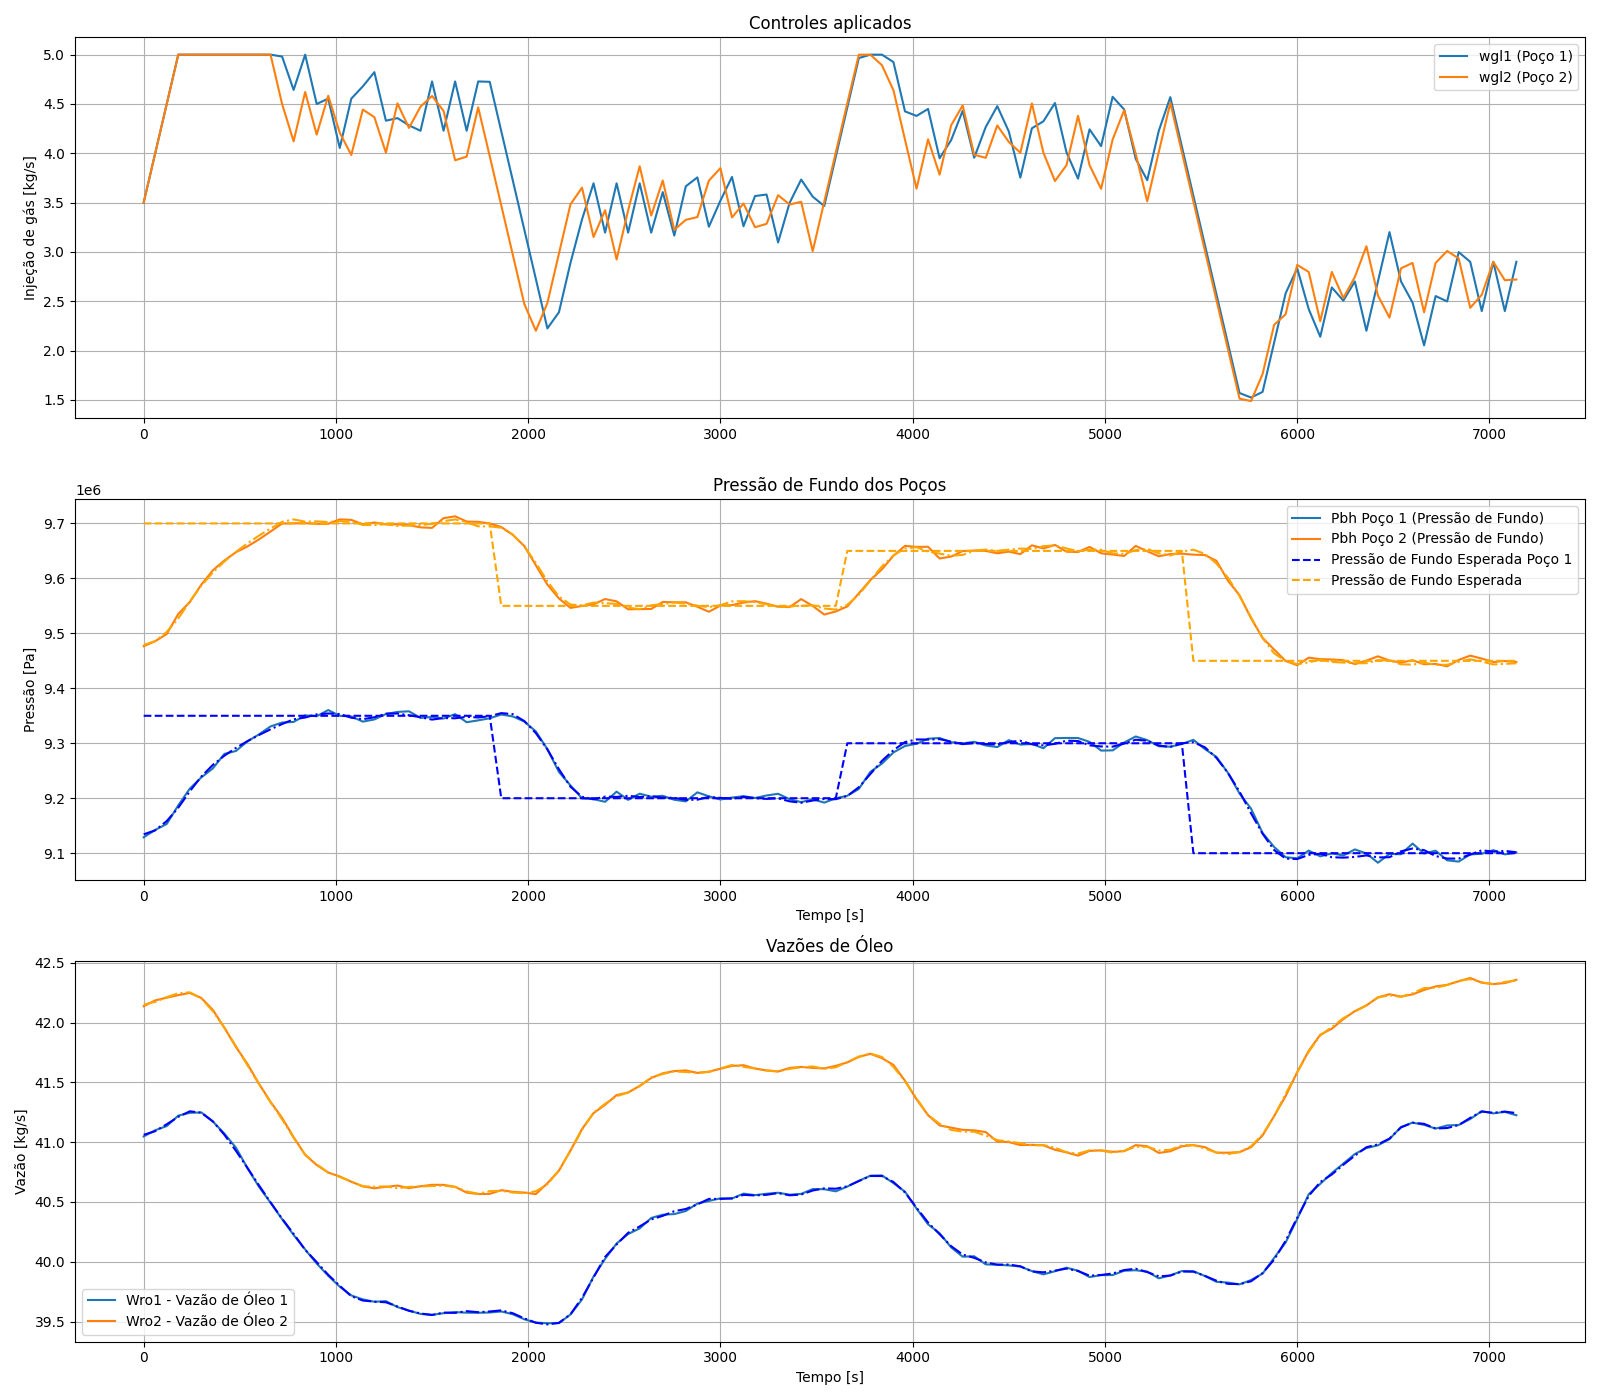 Controles aplicados
Injeção de gás [kg/s]
5.0
4.5
4.0
3.5
3.0
2.5
2.0
1.5
wgl1 (Poço 1)
wgl2 (Poço 2)
0 1000 2000 3000 4000 5000 6000 7000
Pressão de Fundo dos Poços
1e6
Pressão [Pa]
9.7
9.6
9.5
9.4
9.3
9.2
9.1
Pbh Poço 1 (Pressão de Fundo)
Pbh Poço 2 (Pressão de Fundo)
Pressão de Fundo Esperada Poço 1
Pressão de Fundo Esperada
0 1000 2000 3000 4000 5000 6000 7000
Tempo [s]
Vazões de Óleo
Vazão [kg/s]
42.5
42.0
41.5
41.0
40.5
40.0
39.5
Wro1 - Vazão de Óleo 1
Wro2 - Vazão de Óleo 2
0 1000 2000 3000 4000 5000 6000 7000
Tempo [s]